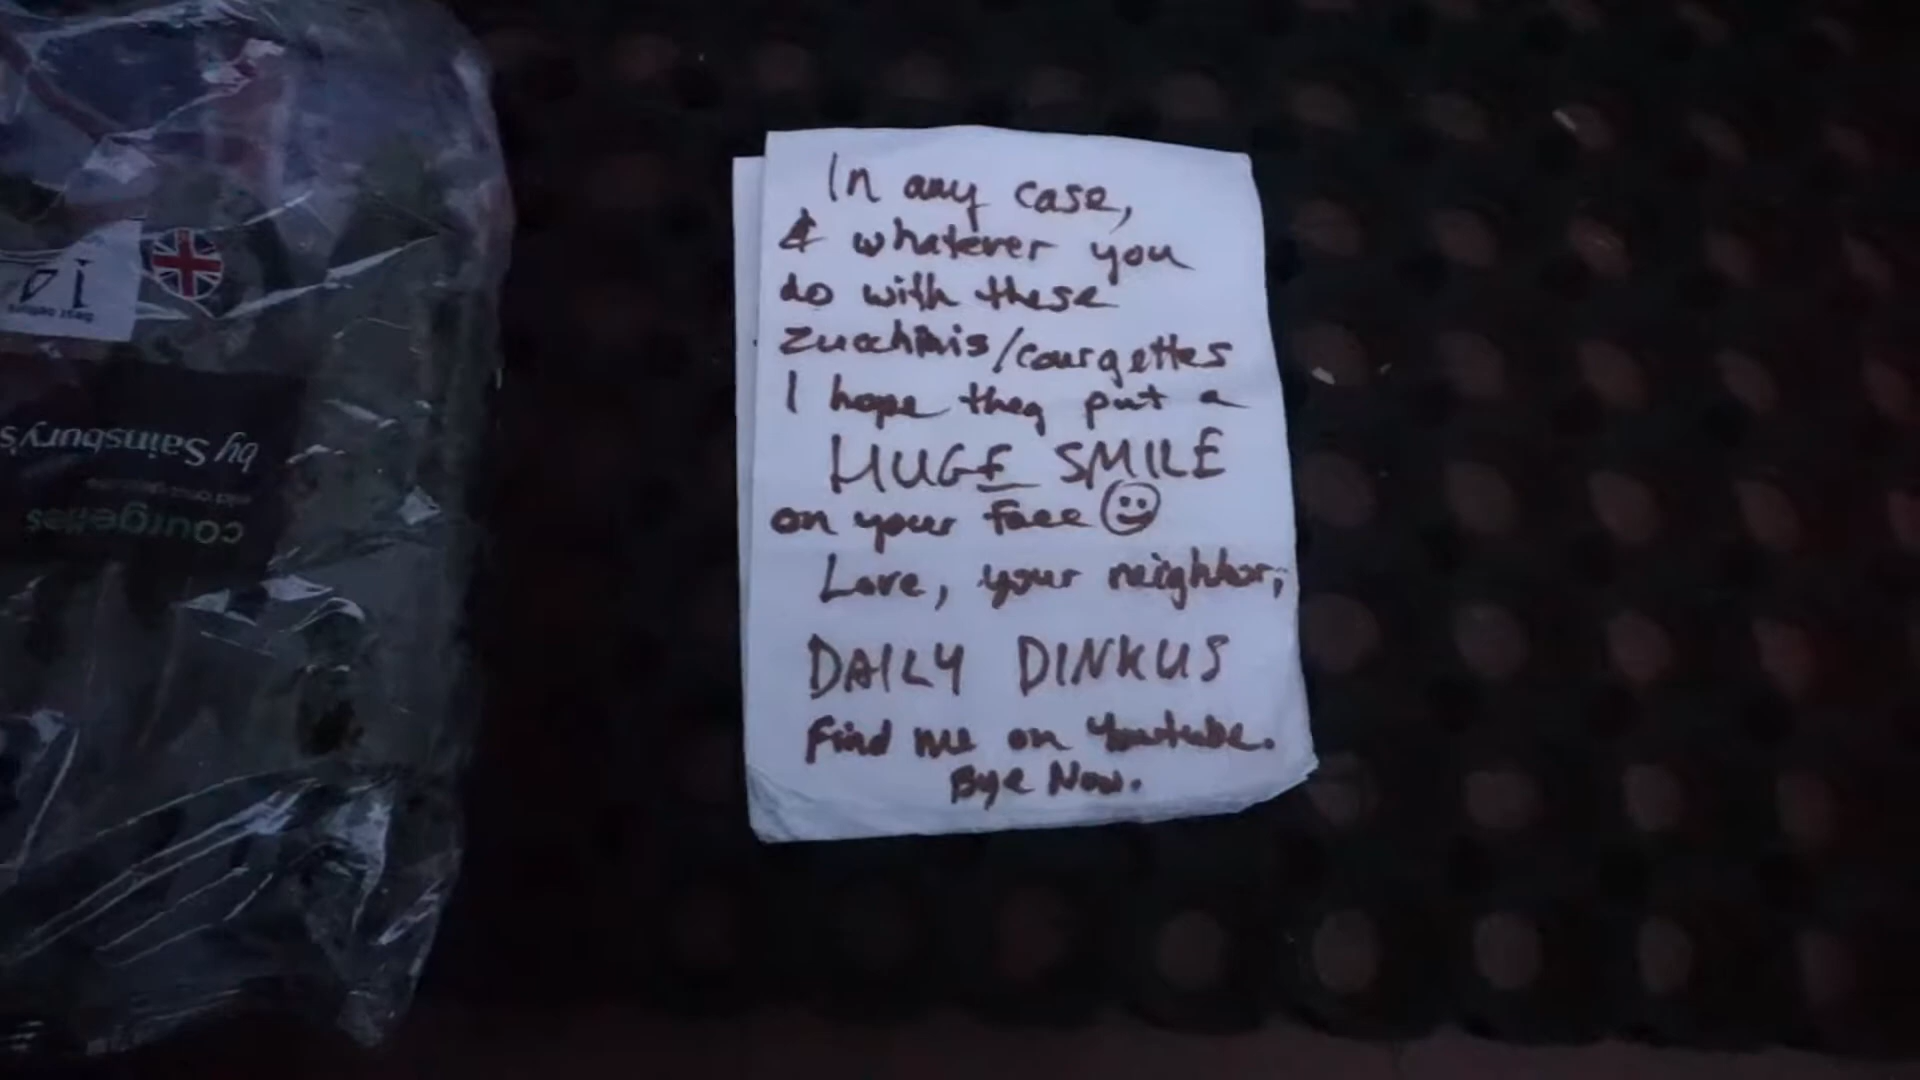 In any case,
& whatever you
do with these
zucchinis/courgettes
I hope they put a
HUGE SMILE
on your face
Love, your neighbor,
DAILY DINKUS
Find me on Youtube.
Bye Now.
by Sainsbury's
courgettes